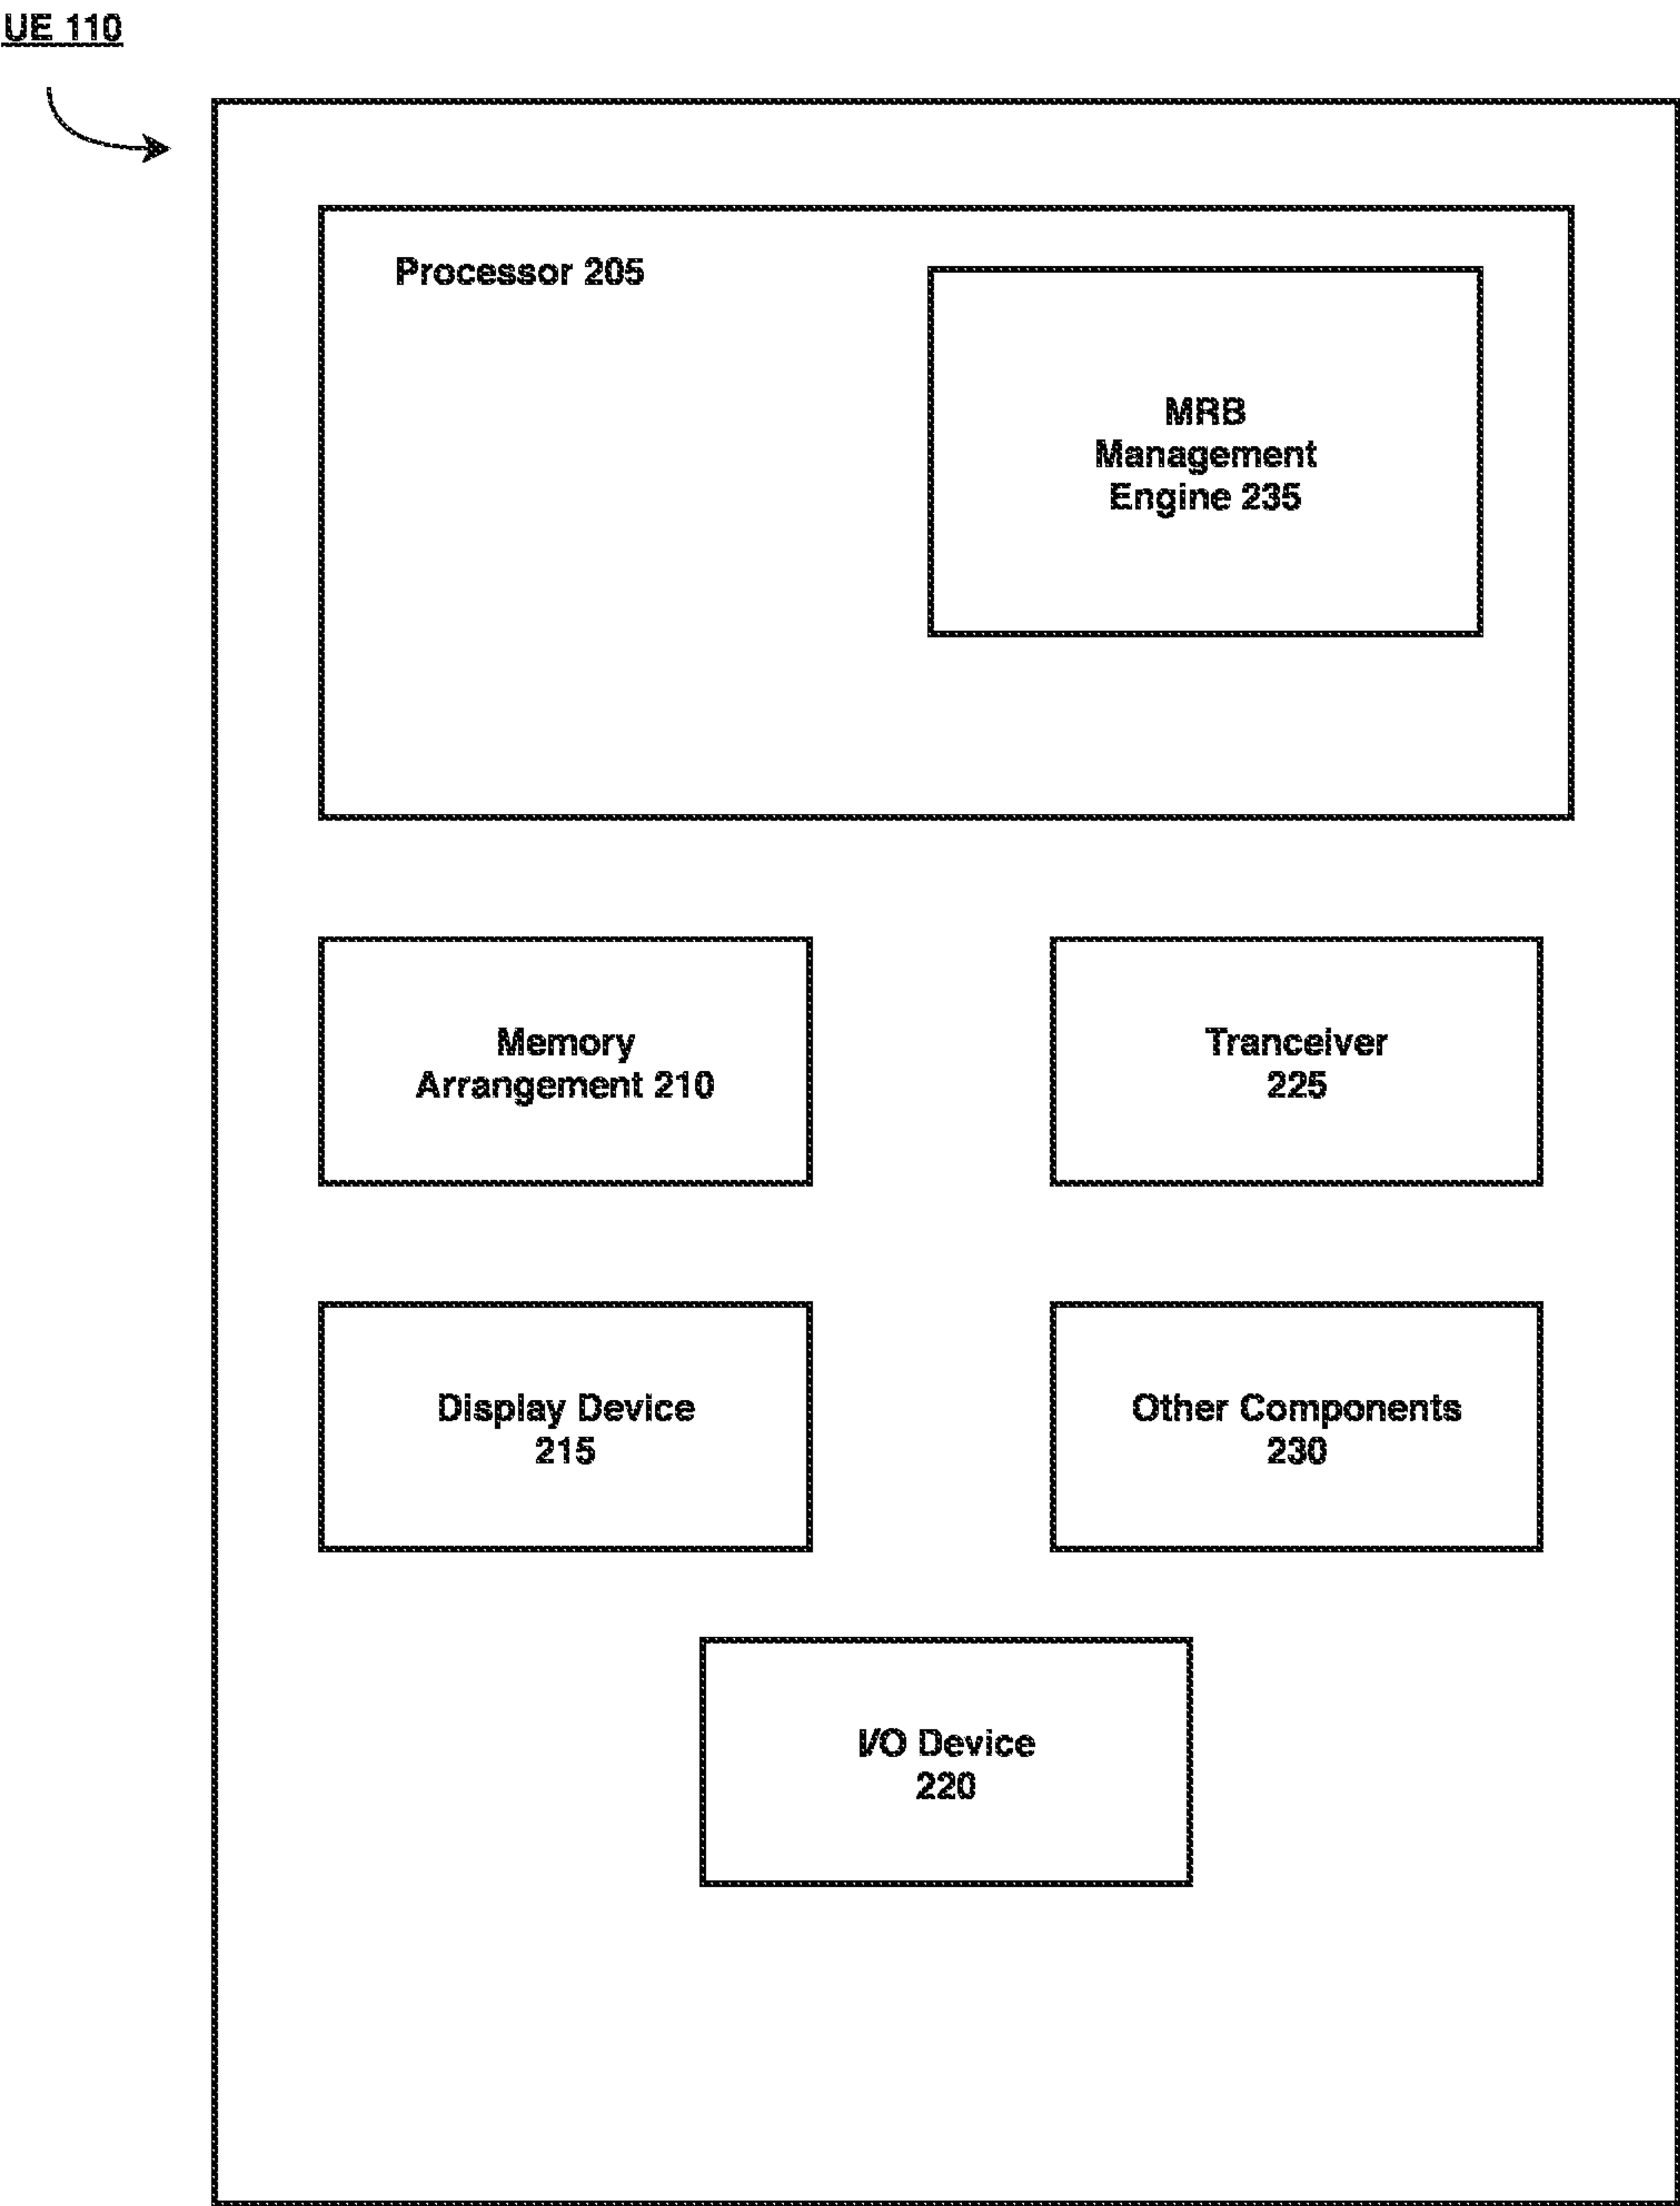 UE 110
Processor 205
MRB
Management
Engine 235
Memory
Arrangement 210
Tranceiver
225
Display Device
215
Other Components
230
I/O Device
220